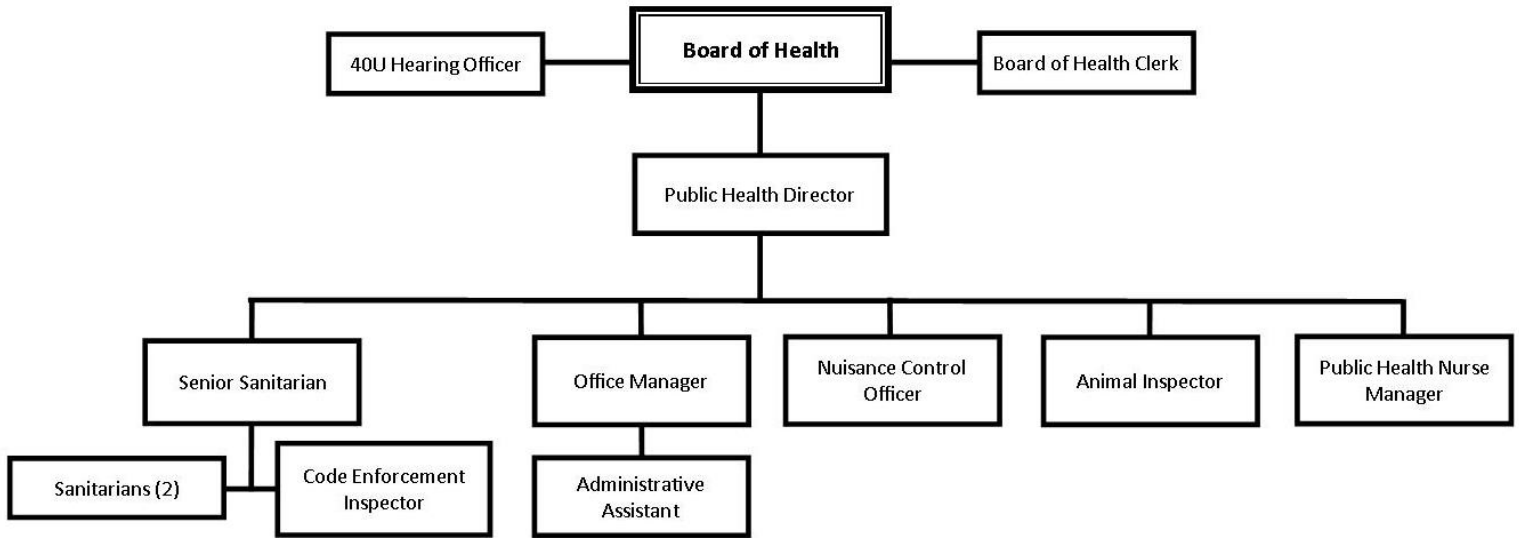 Board of Health
40U Hearing Officer
Board of Health Clerk
Public Health Director
Senior Sanitarian
Office Manager
Nuisance Control
Officer
Animal Inspector
Public Health Nurse
Manager
Sanitarians (2)
Code Enforcement
Inspector
Administrative
Assistant